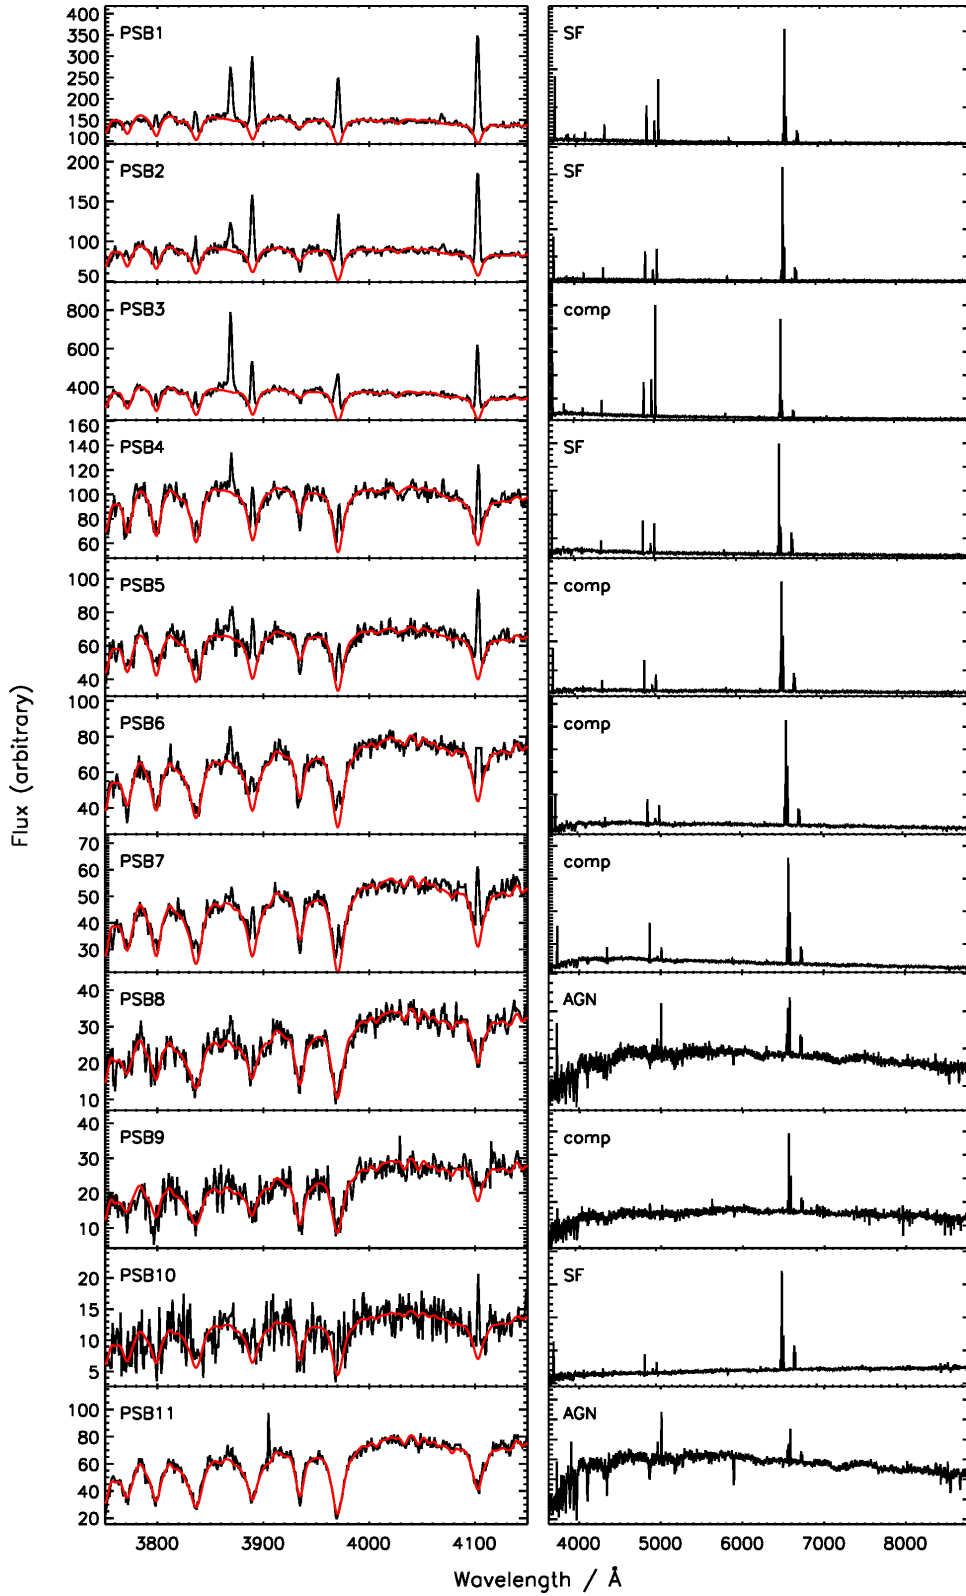 PSB1
400
350
300
250
200
150
100
SF
PSB2
200
150
100
50
SF
PSB3
800
600
400
comp
PSB4
160
140
120
100
80
60
SF
PSB5
100
80
60
40
comp
PSB6
100
80
60
40
comp
PSB7
70
60
50
40
30
comp
PSB8
40
30
20
10
AGN
PSB9
40
30
20
10
comp
PSB10
20
15
10
5
SF
PSB11
100
80
60
40
20
AGN
3800
3900
4000
4100
4000
5000
6000
7000
8000
Flux (arbitrary)
Wavelength / Å